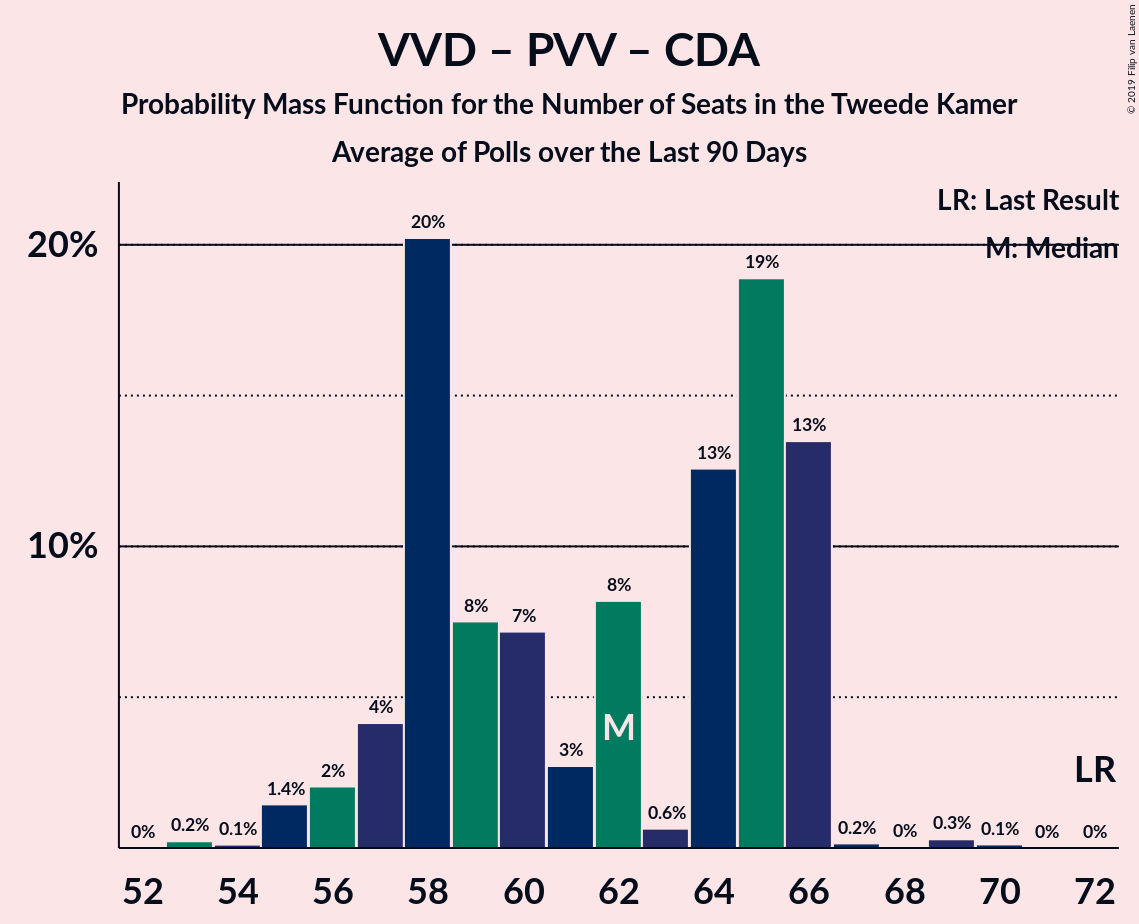 VVD – PVV – CDA
Probability Mass Function for the Number of Seats in the Tweede Kamer
Average of Polls over the Last 90 Days
© 2019 Filip van Laenen
LR: Last Result
M: Median
20%
10%
0%
0.2%
0.1%
1.4%
2%
4%
20%
8%
7%
3%
8%
0.6%
13%
19%
13%
0.2%
0%
0.3%
0.1%
0%
0%
M
LR
52 54 56 58 60 62 64 66 68 70 72